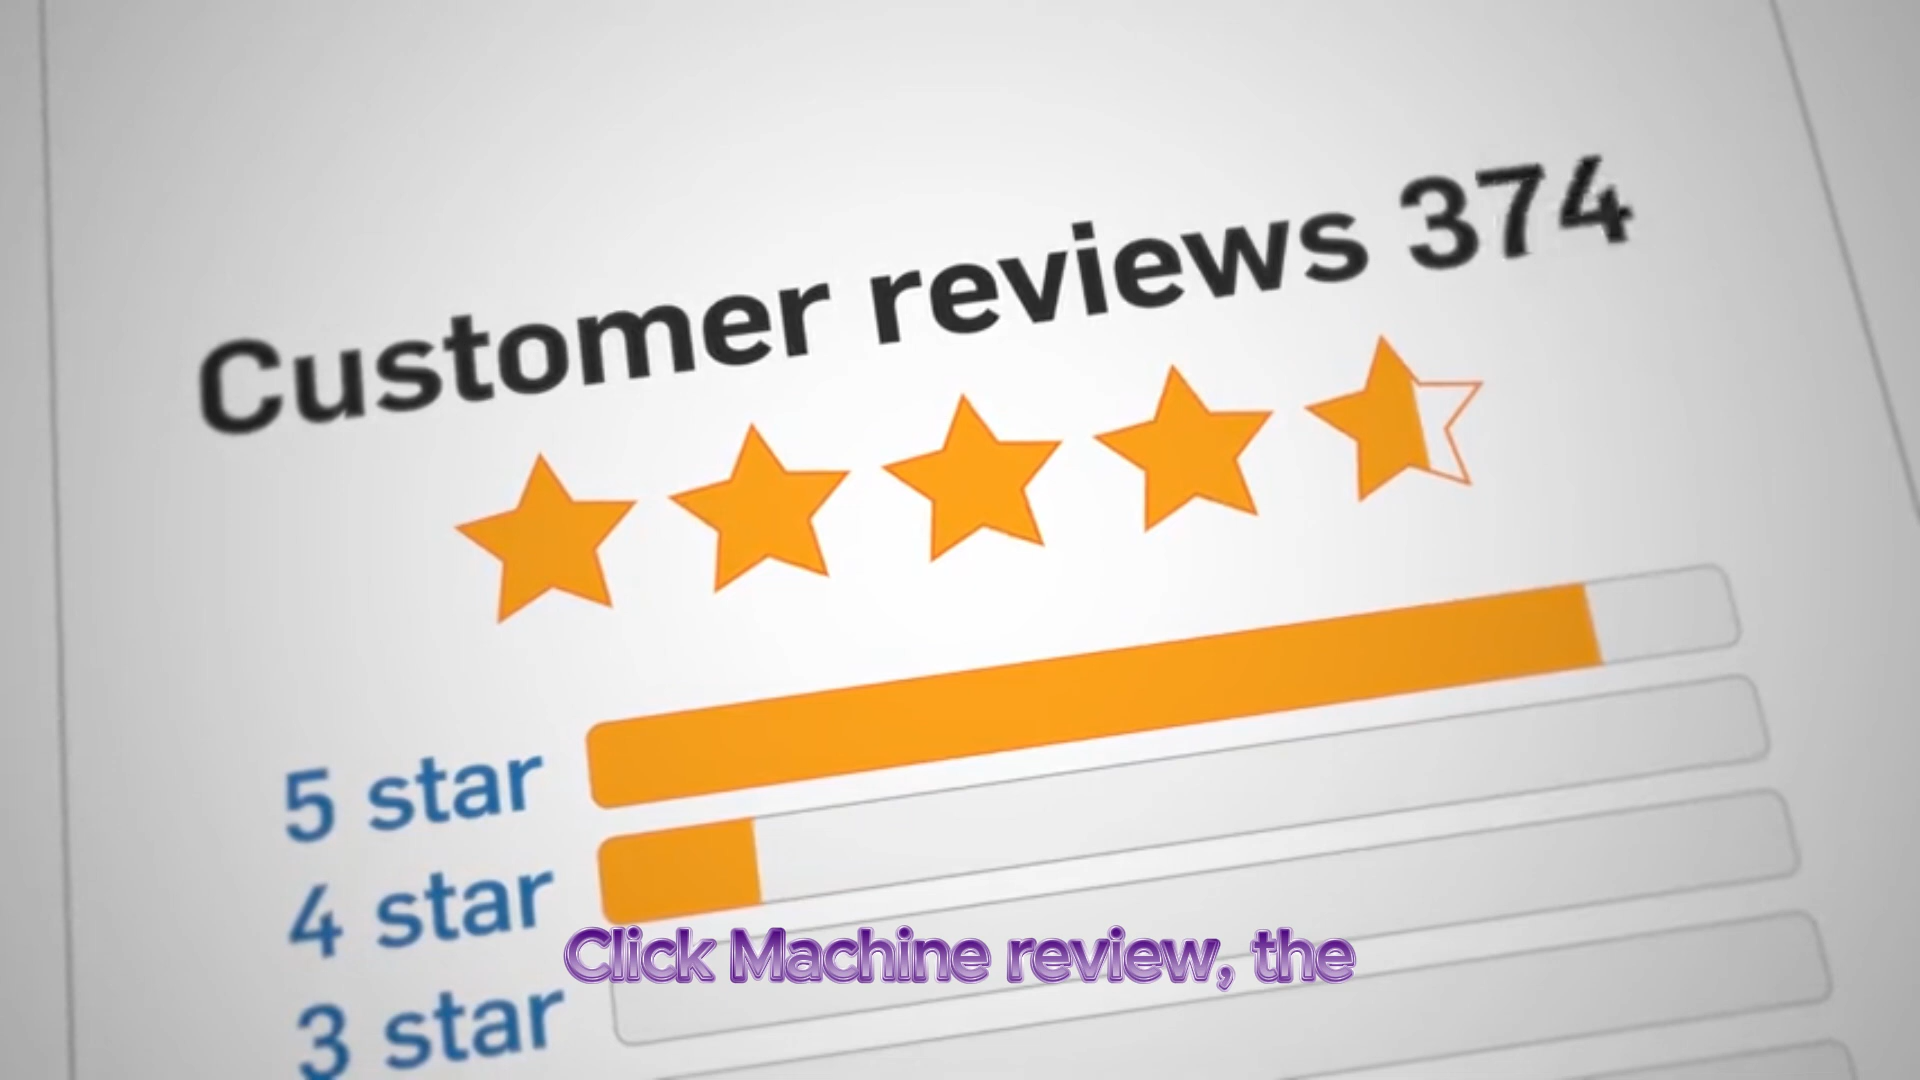 Customer reviews 374
5 star
4 star
3 star
Click Machine review, the